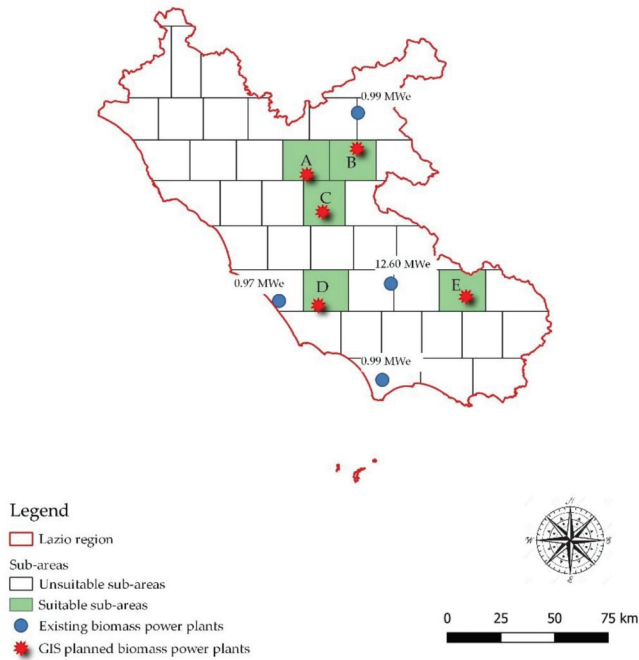 0.99 MWe
A
B
C
12.60 MWe
0.97 MWe
D
E
0.99 MWe
Legend
Lazio region
Sub-areas
Unsuitable sub-areas
Suitable sub-areas
Existing biomass power plants
GIS planned biomass power plants
0 25 50 75 km